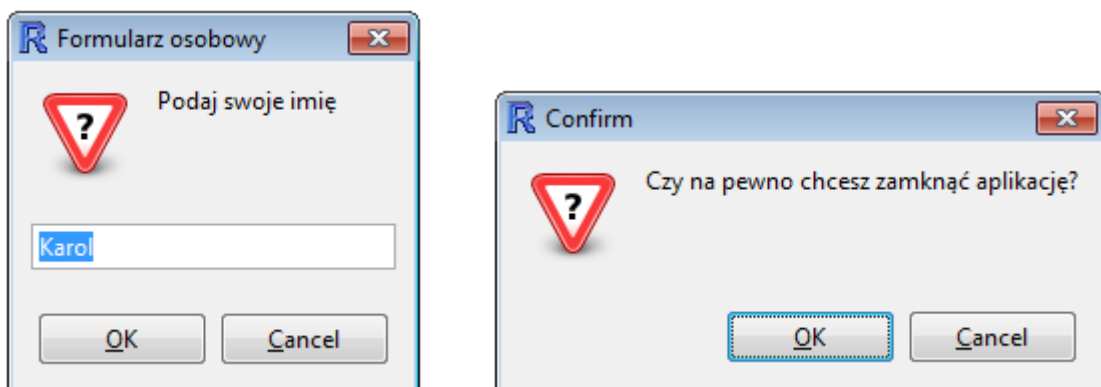 Formularz osobowy
?
Podaj swoje imię
Karol
OK
Cancel
Confirm
?
Czy na pewno chcesz zamknąć aplikację?
OK
Cancel